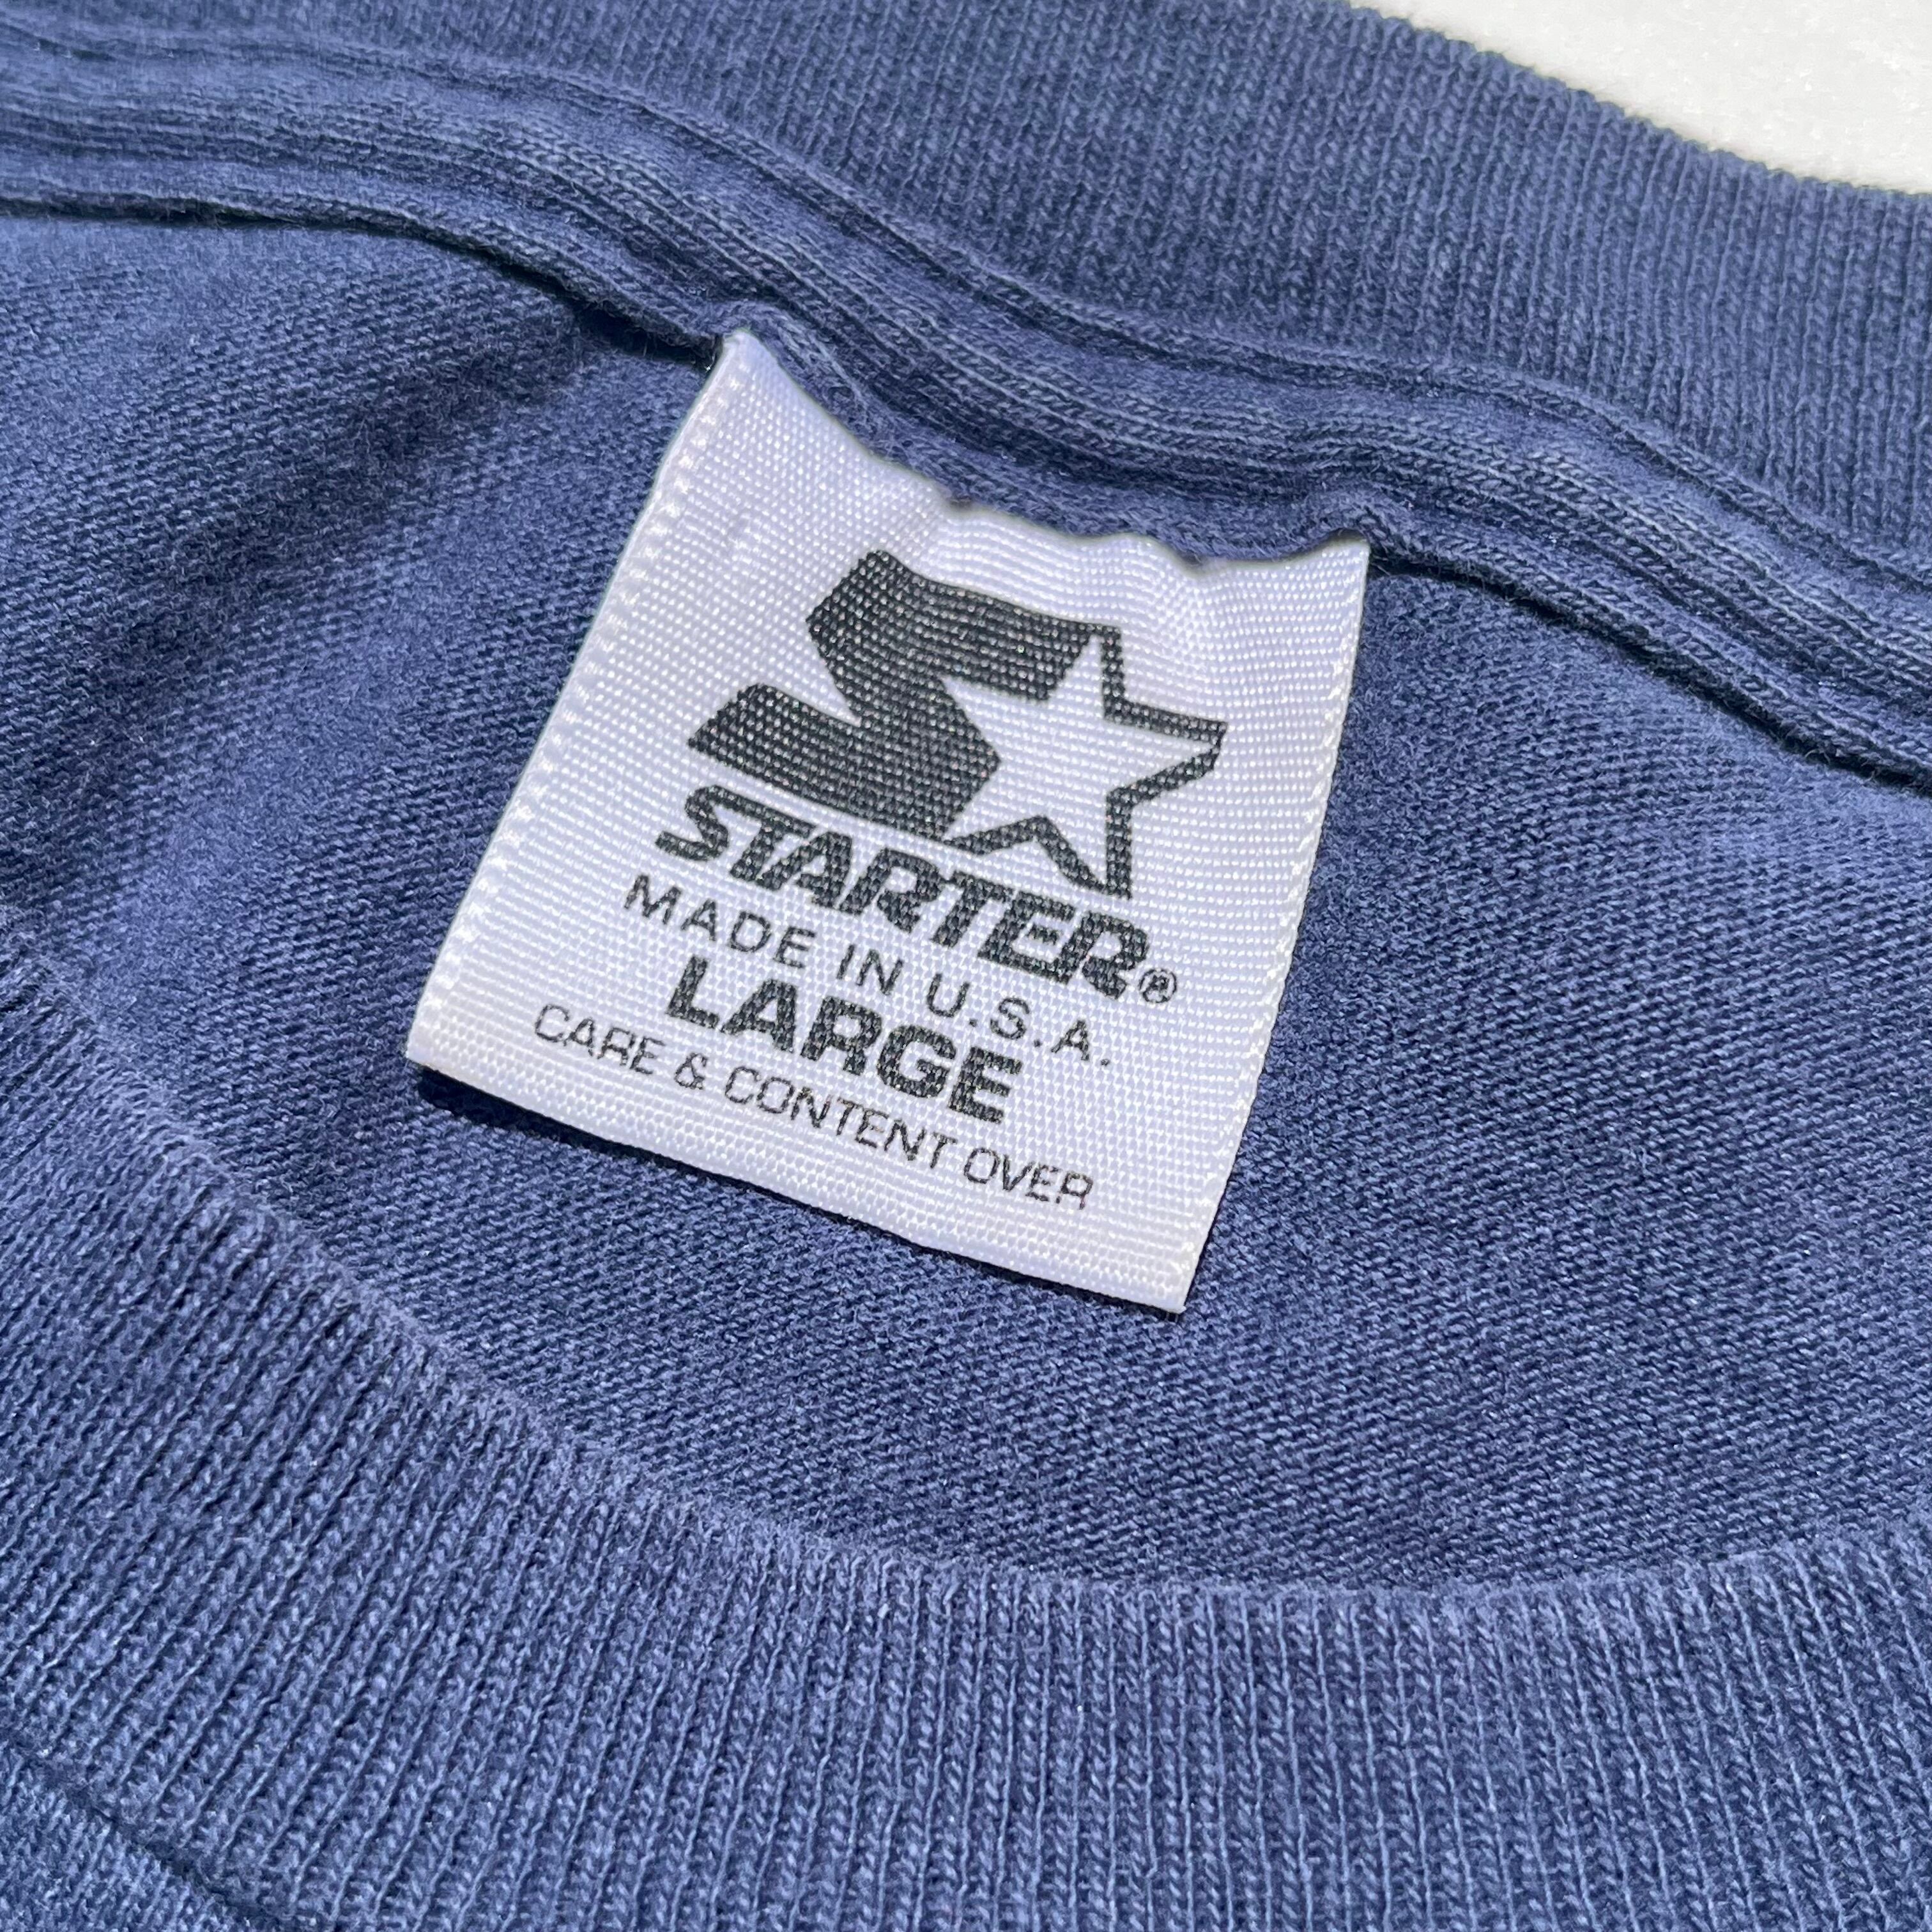 STARTER®
MADE IN U.S.A.
LARGE
CARE & CONTENT OVER